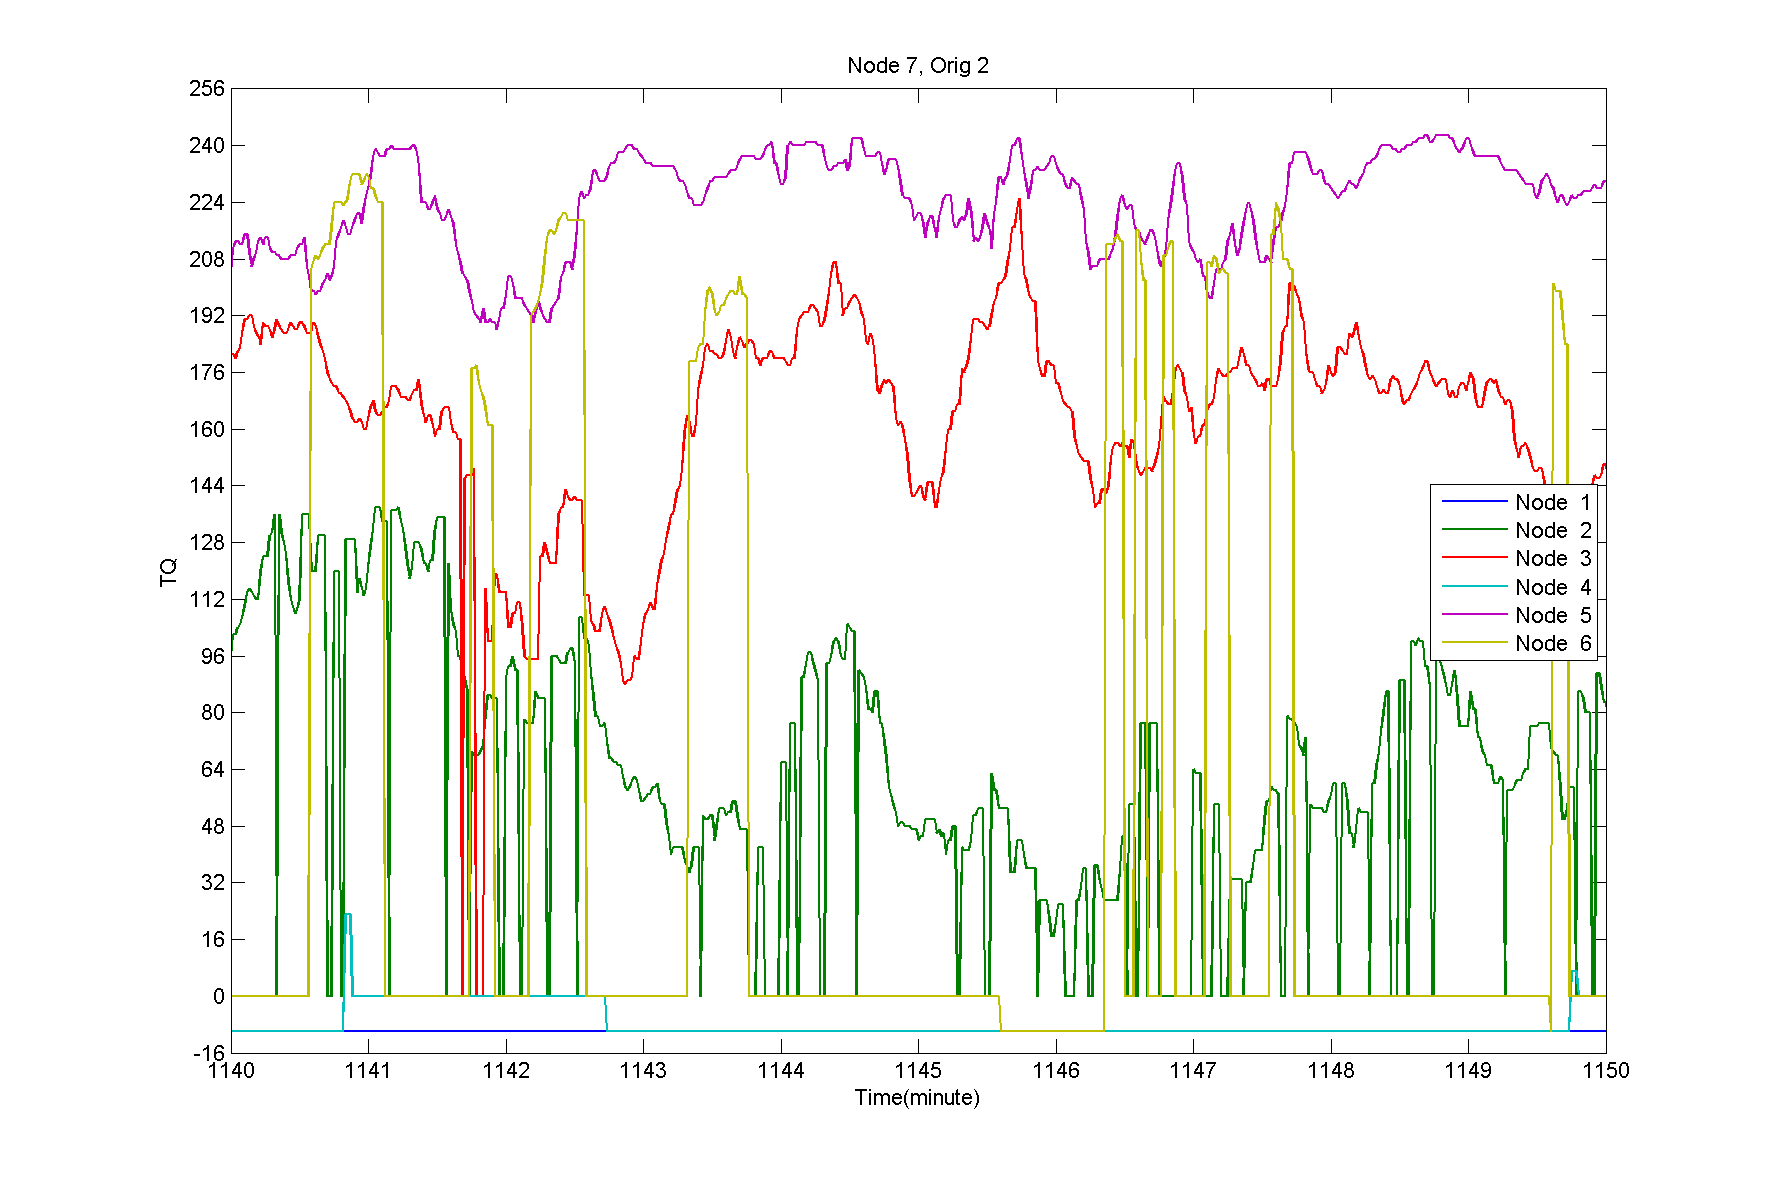 Node 7, Orig 2
256
240
224
208
192
176
160
144
128
112
96
80
64
48
32
16
0
-16
TQ
Node 1
Node 2
Node 3
Node 4
Node 5
Node 6
1140 1141 1142 1143 1144 1145 1146 1147 1148 1149 1150
Time(minute)